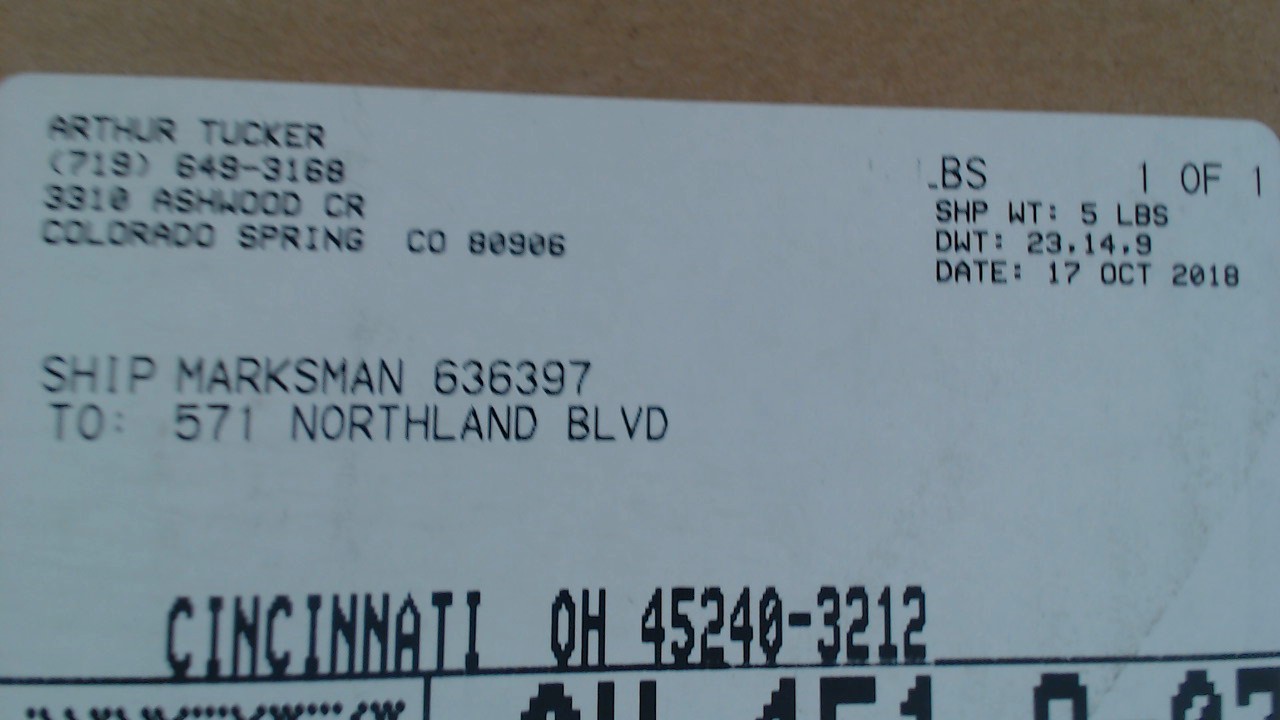 ARTHUR TUCKER
(719) 649-3168
3310 ASHWOOD CR
COLORADO SPRING CO 80906
LBS 1 OF 1
SHP WT: 5 LBS
DWT: 23,14,9
DATE: 17 OCT 2018
SHIP MARKSMAN 636397
TO: 571 NORTHLAND BLVD
CINCINNATI OH 45240-3212